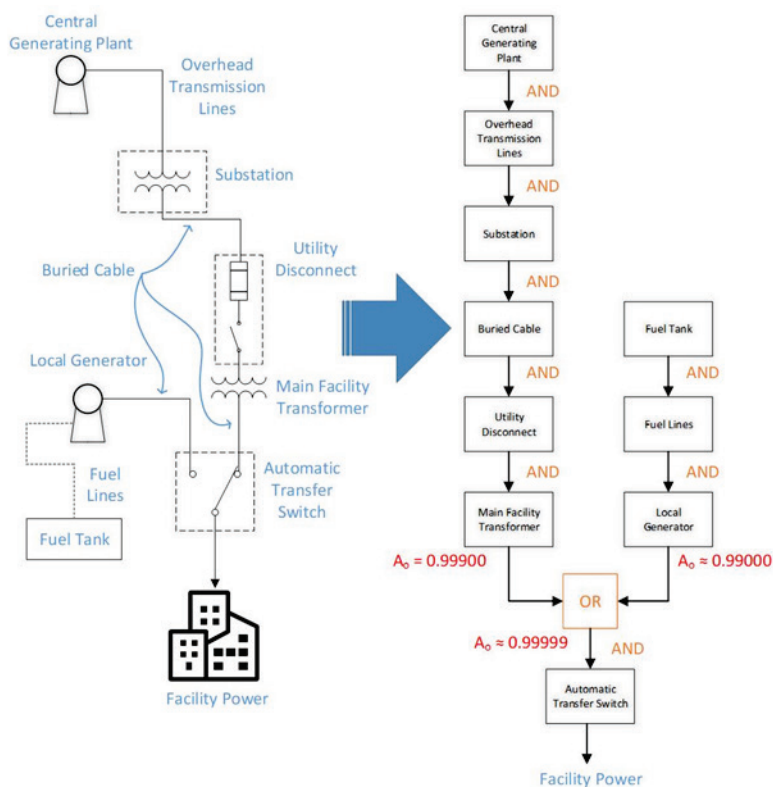 Central
Generating Plant
Overhead
Transmission
Lines
Substation
Buried Cable
Utility
Disconnect
Local Generator
Main Facility
Transformer
Fuel
Lines
Automatic
Transfer
Switch
Fuel Tank
Facility Power
Central
Generating
Plant
AND
Overhead
Transmission
Lines
AND
Substation
AND
Buried Cable
AND
Utility
Disconnect
AND
Main Facility
Transformer
Aₒ = 0.99900
Fuel Tank
AND
Fuel Lines
AND
Local
Generator
Aₒ ≈ 0.99000
OR
Aₒ ≈ 0.99999
AND
Automatic
Transfer Switch
Facility Power